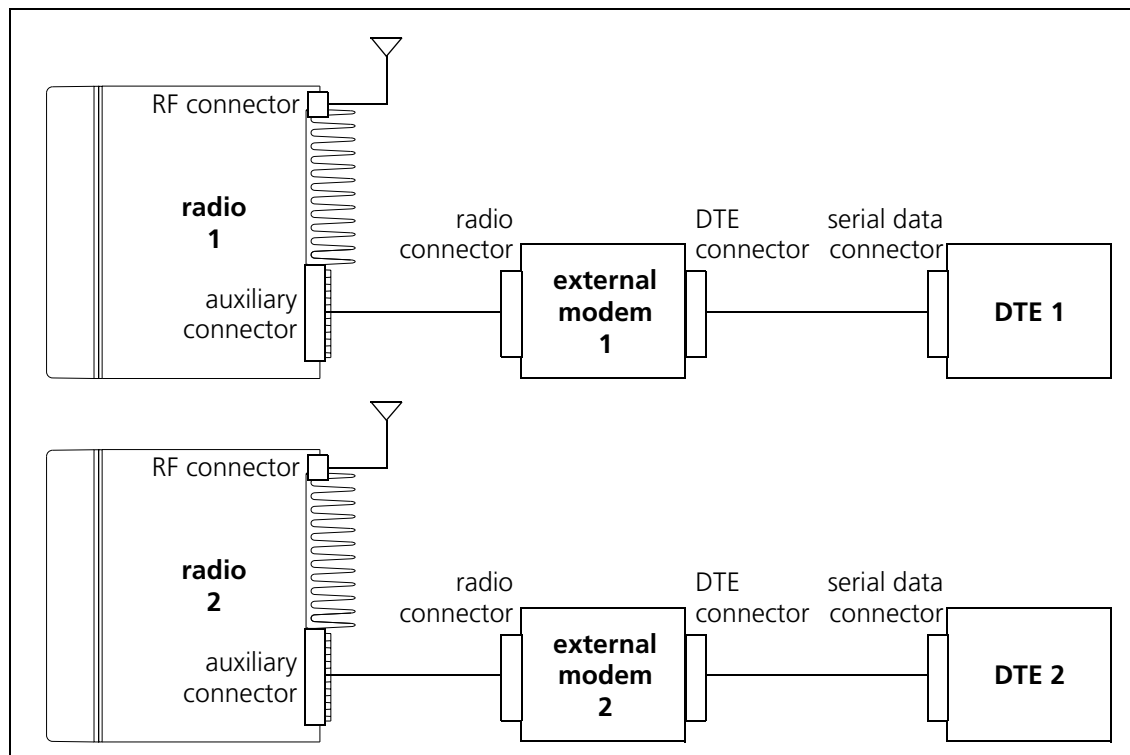 RF connector
radio
1
auxiliary
connector
radio
connector
external
modem
1
DTE
connector
serial data
connector
DTE 1
RF connector
radio
2
auxiliary
connector
radio
connector
external
modem
2
DTE
connector
serial data
connector
DTE 2